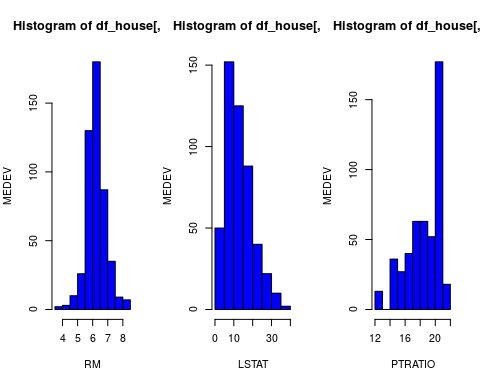 Histogram of df_house[,
MEDEV
0
50
100
150
4
5
6
7
8
RM
Histogram of df_house[,
MEDEV
0
50
100
150
0
10
30
LSTAT
Histogram of df_house[,
MEDEV
0
50
100
150
12
16
20
PTRATIO